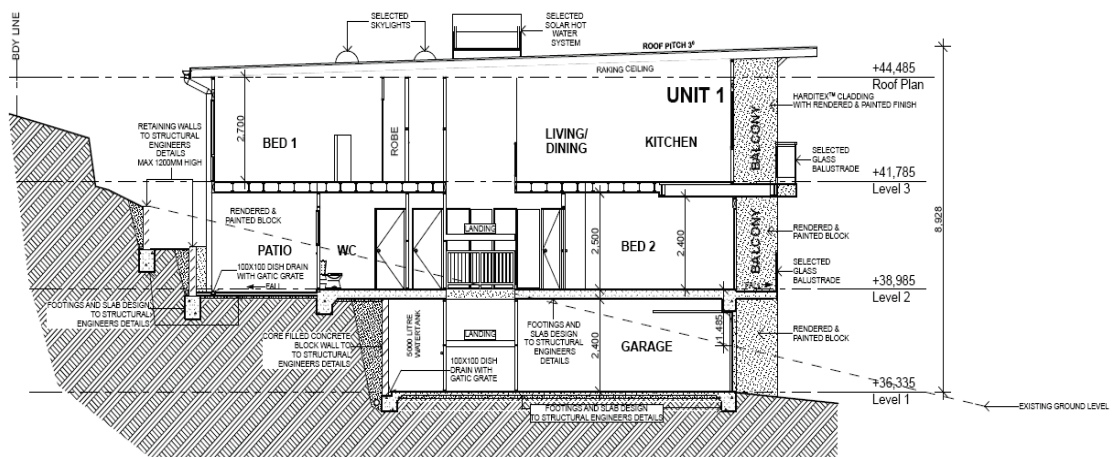 BDY LINE
SELECTED
SKYLIGHTS
SELECTED
SOLAR HOT
WATER
SYSTEM
ROOF PITCH 3°
RAKING CEILING
+44,485
Roof Plan
UNIT 1
HARDITEX™ CLADDING
WITH RENDERED & PAINTED FINISH
RETAINING WALLS
TO STRUCTURAL
ENGINEERS
DETAILS
MAX 1200MM HIGH
2,700
BED 1
ROBE
LIVING/
DINING
KITCHEN
BALCONY
SELECTED
GLASS
BALUSTRADE
+41,785
Level 3
8,928
RENDERED &
PAINTED BLOCK
PATIO
WC
LANDING
2,500
BED 2
2,400
BALCONY
RENDERED &
PAINTED BLOCK
SELECTED
GLASS
BALUSTRADE
100X100 DISH DRAIN
WITH GATIC GRATE
FALL
FALL
+38,985
Level 2
FOOTINGS AND SLAB DESIGN
TO STRUCTURAL
ENGINEERS DETAILS
CORE FILLED CONCRETE
BLOCK WALL TO
TO STRUCTURAL
ENGINEERS DETAILS
5000 LITRE
WATERTANK
LANDING
100X100 DISH
DRAIN WITH
GATIC GRATE
FOOTINGS AND
SLAB DESIGN
TO STRUCTURAL
ENGINEERS
DETAILS
2,400
GARAGE
1,485
RENDERED &
PAINTED BLOCK
+36,335
Level 1
FOOTINGS AND SLAB DESIGN
TO STRUCTURAL ENGINEERS DETAILS
EXISTING GROUND LEVEL